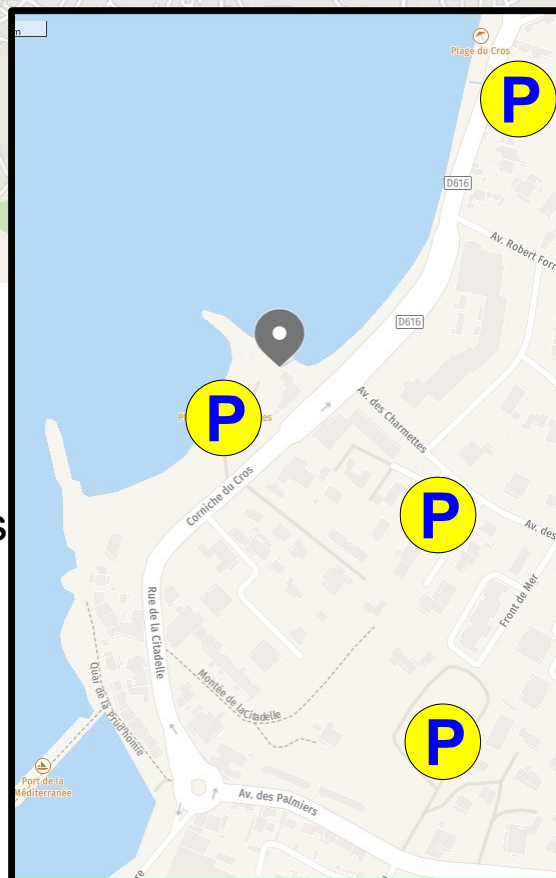 m
Plage du Cros
P
D616
Av. Robert Forr
D616
P
Av. des Charmettes
Corniche du Cros
P
s
Av. des
Rue de la Citadelle
Front de Mer
Quai de la Prud'homie
Montée de la Citadelle
P
Port de la
Méditerranée
Av. des Palmiers